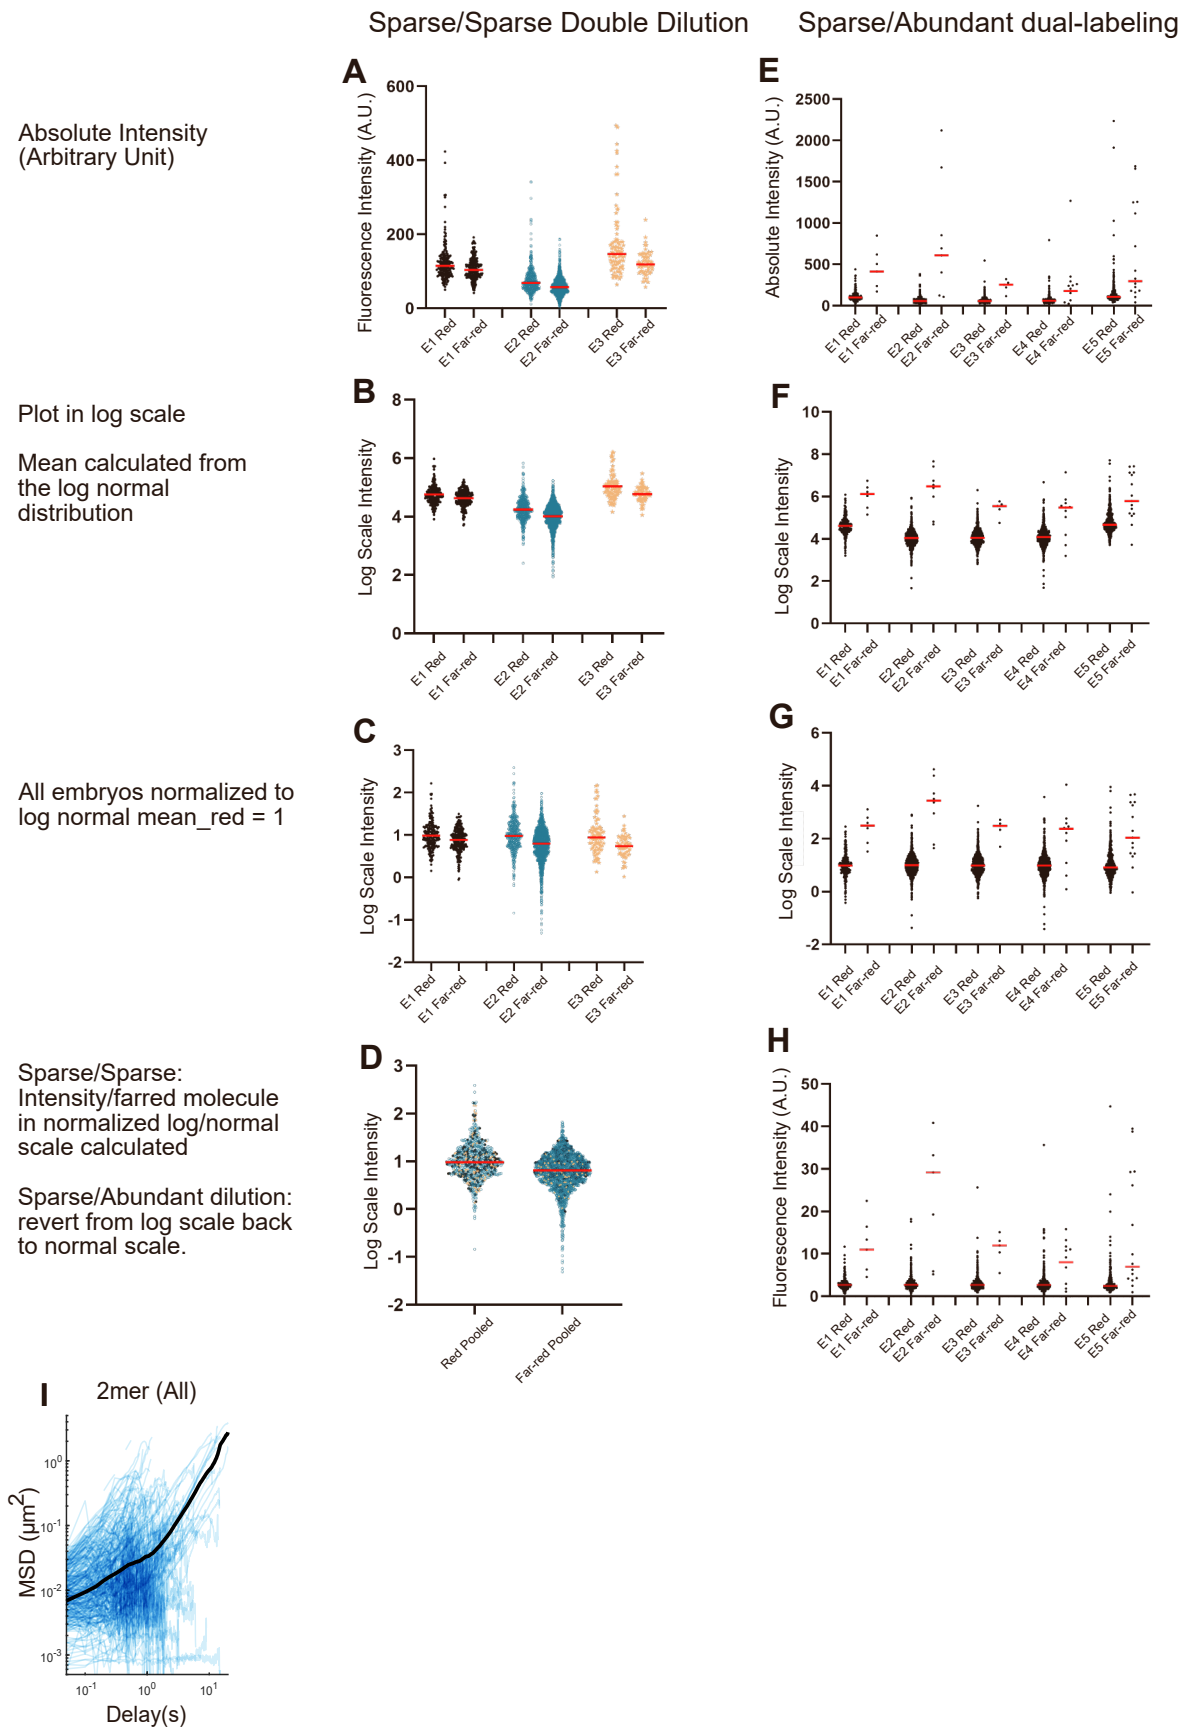 Sparse/Sparse Double Dilution
Sparse/Abundant dual-labeling
Absolute Intensity
(Arbitrary Unit)
A
Fluorescence Intensity (A.U.)
600
400
200
0
E1 Red
E1 Far-red
E2 Red
E2 Far-red
E3 Red
E3 Far-red
E
Absolute Intensity (A.U.)
2500
2000
1500
1000
500
0
E1 Red
E1 Far-red
E2 Red
E2 Far-red
E3 Red
E3 Far-red
E4 Red
E4 Far-red
E5 Red
E5 Far-red
Plot in log scale
Mean calculated from
the log normal
distribution
B
Log Scale Intensity
8
6
4
2
0
E1 Red
E1 Far-red
E2 Red
E2 Far-red
E3 Red
E3 Far-red
F
Log Scale Intensity
10
8
6
4
2
0
E1 Red
E1 Far-red
E2 Red
E2 Far-red
E3 Red
E3 Far-red
E4 Red
E4 Far-red
E5 Red
E5 Far-red
All embryos normalized to
log normal mean_red = 1
C
Log Scale Intensity
3
2
1
0
-1
-2
E1 Red
E1 Far-red
E2 Red
E2 Far-red
E3 Red
E3 Far-red
G
Log Scale Intensity
6
4
2
0
-2
E1 Red
E1 Far-red
E2 Red
E2 Far-red
E3 Red
E3 Far-red
E4 Red
E4 Far-red
E5 Red
E5 Far-red
Sparse/Sparse:
Intensity/farred molecule
in normalized log/normal
scale calculated
Sparse/Abundant dilution:
revert from log scale back
to normal scale.
D
Log Scale Intensity
3
2
1
0
-1
-2
Red Pooled
Far-red Pooled
H
Fluorescence Intensity (A.U.)
50
40
30
20
10
0
E1 Red
E1 Far-red
E2 Red
E2 Far-red
E3 Red
E3 Far-red
E4 Red
E4 Far-red
E5 Red
E5 Far-red
I
2mer (All)
MSD (µm²)
10⁰
10⁻¹
10⁻²
10⁻³
10⁻¹
10⁰
10¹
Delay(s)